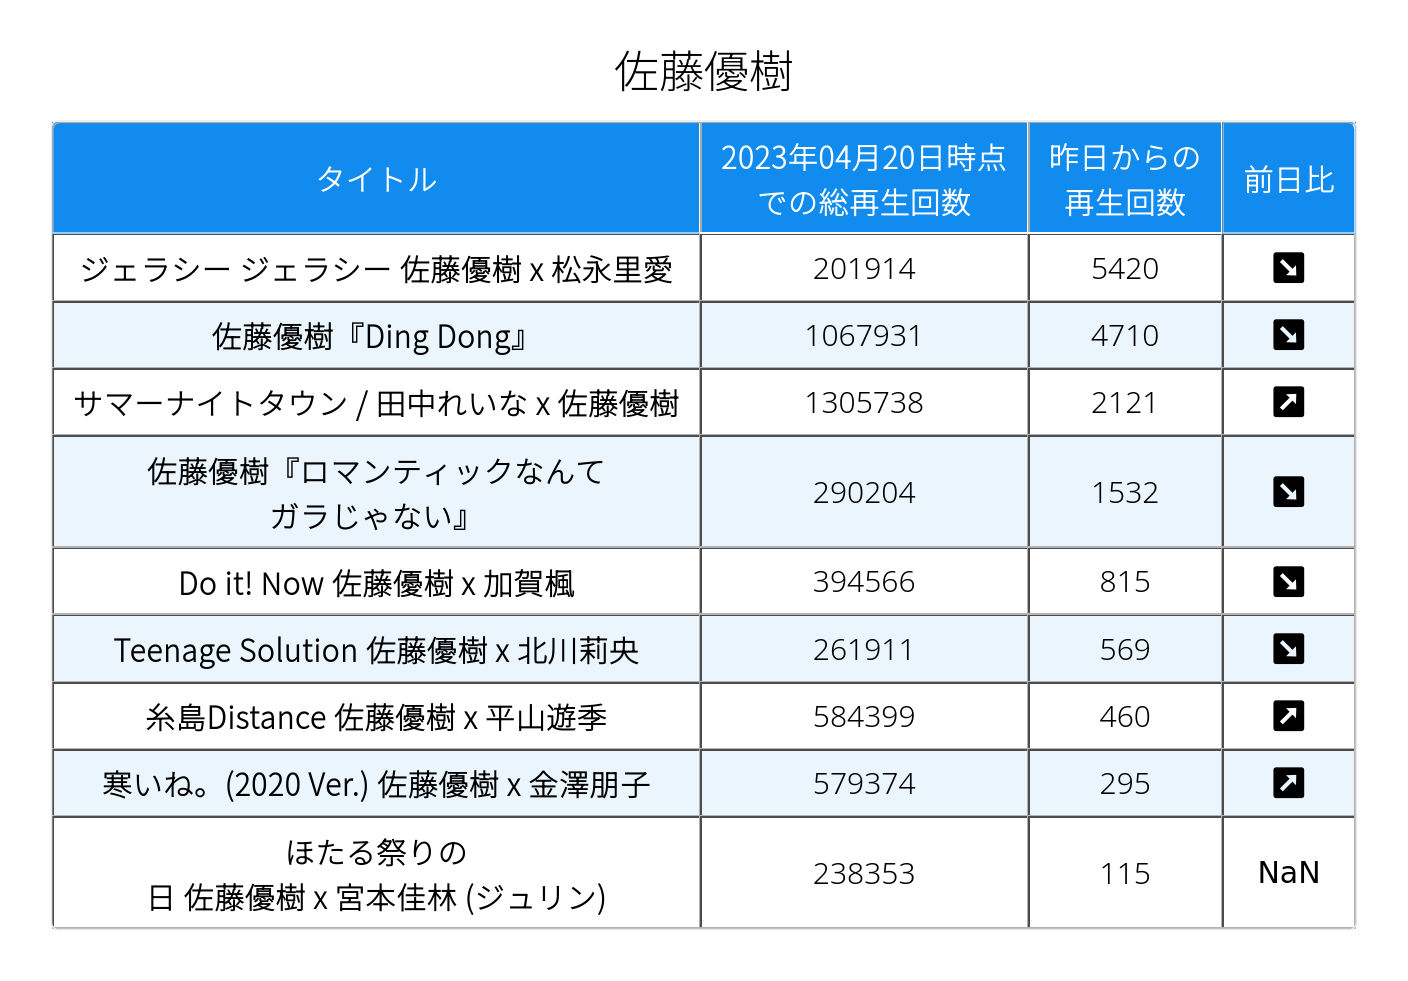 佐藤優樹
タイトル
2023年04月20日時点
での総再生回数
昨日からの
再生回数
前日比
ジェラシー ジェラシー 佐藤優樹 x 松永里愛
201914
5420
佐藤優樹『Ding Dong』
1067931
4710
サマーナイトタウン / 田中れいな x 佐藤優樹
1305738
2121
佐藤優樹『ロマンティックなんて
ガラじゃない』
290204
1532
Do it! Now 佐藤優樹 x 加賀楓
394566
815
Teenage Solution 佐藤優樹 x 北川莉央
261911
569
糸島Distance 佐藤優樹 x 平山遊季
584399
460
寒いね。(2020 Ver.) 佐藤優樹 x 金澤朋子
579374
295
ほたる祭りの
日 佐藤優樹 x 宮本佳林 (ジュリン)
238353
115
NaN